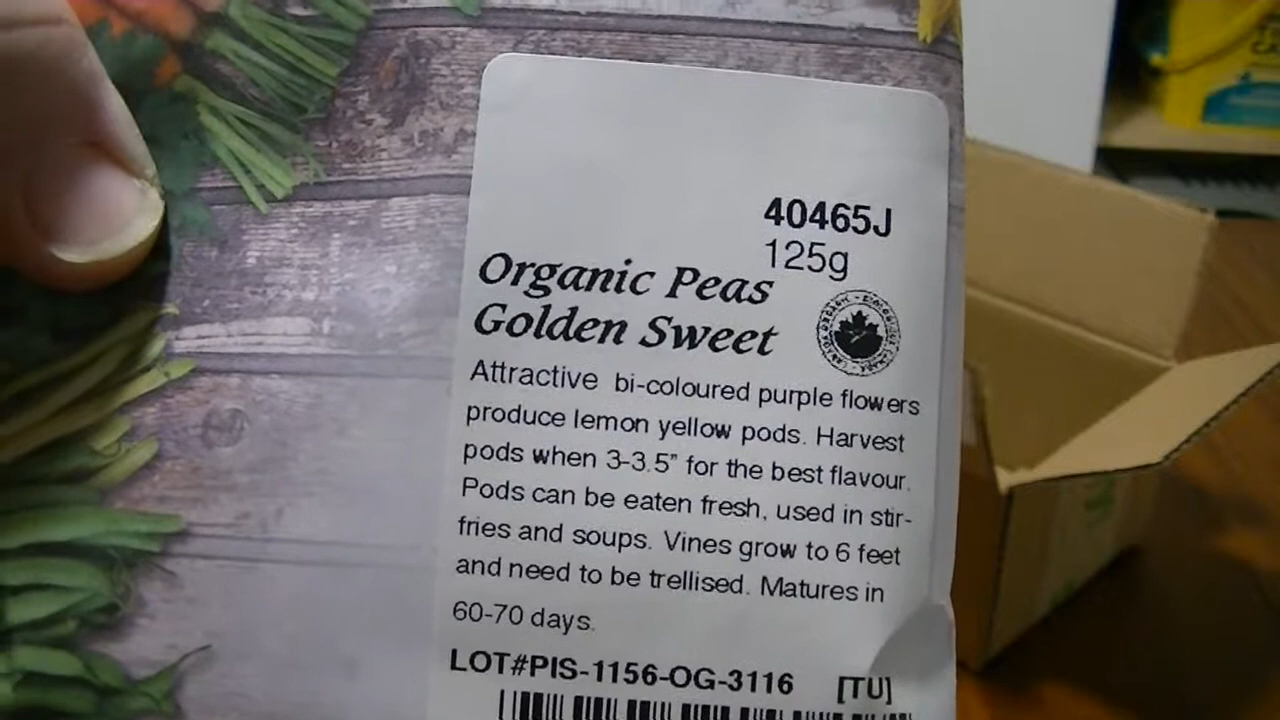 40465J
125g
Organic Peas
Golden Sweet
Attractive bi-coloured purple flowers
produce lemon yellow pods. Harvest
pods when 3-3.5" for the best flavour.
Pods can be eaten fresh, used in stir-
fries and soups. Vines grow to 6 feet
and need to be trellised. Matures in
60-70 days.
LOT#PIS-1156-OG-3116 [TU]